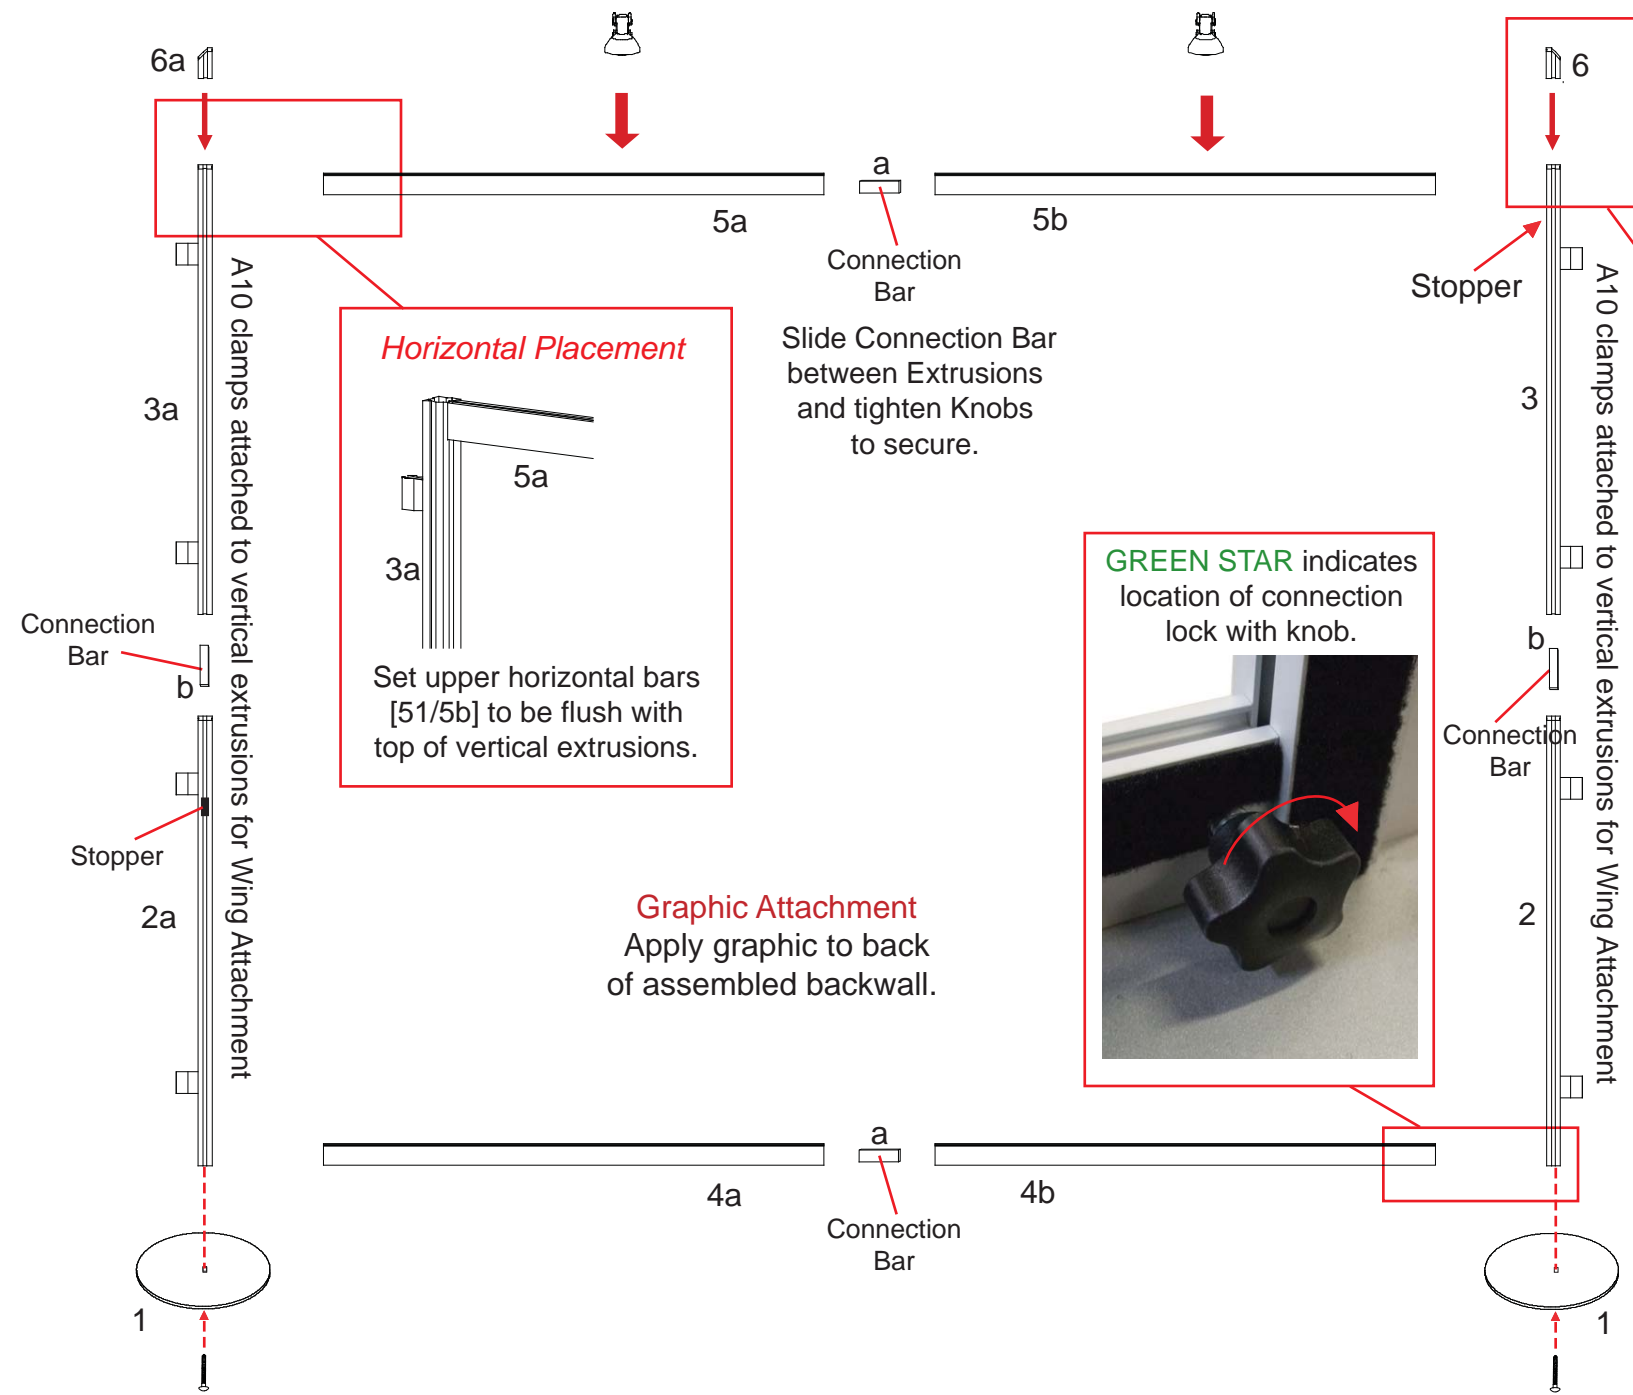 6a
6
a
5a
5b
Connection
Bar
Stopper
A10 clamps attached to vertical extrusions for Wing Attachment
A10 clamps attached to vertical extrusions for Wing Attachment
Slide Connection Bar
between Extrusions
and tighten Knobs
to secure.
Horizontal Placement
5a
3a
Set upper horizontal bars
[51/5b] to be flush with
top of vertical extrusions.
3a
3
GREEN STAR indicates
location of connection
lock with knob.
Connection
Bar
b
b
Connection
Bar
Stopper
2a
2
Graphic Attachment
Apply graphic to back
of assembled backwall.
a
4a
4b
Connection
Bar
1
1